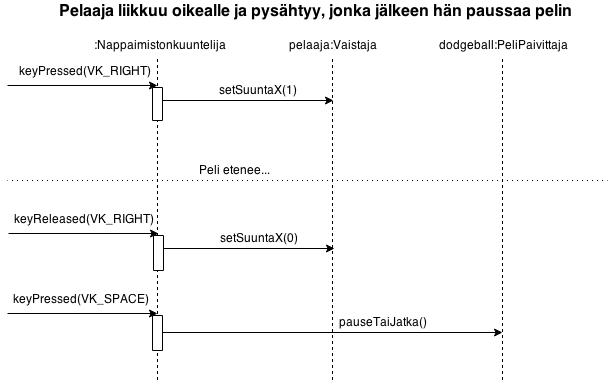 Pelaaja liikkuu oikealle ja pysähtyy, jonka jälkeen hän paussaa pelin
:Nappaimistonkuuntelija pelaaja:Vaistaja dodgeball:PeliPaivittaja
keyPressed(VK_RIGHT)
setSuuntaX(1)
Peli etenee...
keyReleased(VK_RIGHT)
setSuuntaX(0)
keyPressed(VK_SPACE)
pauseTaiJatka()